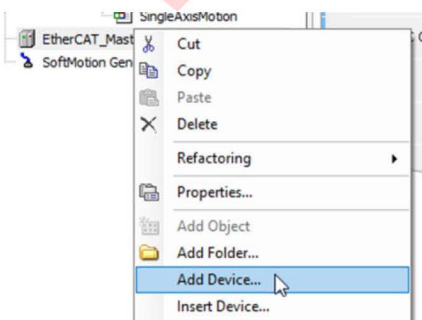 SingleAxisMotion
EtherCAT_Mast
SoftMotion Gen
Cut
Copy
Paste
Delete
Refactoring
Properties...
Add Object
Add Folder...
Add Device...
Insert Device...